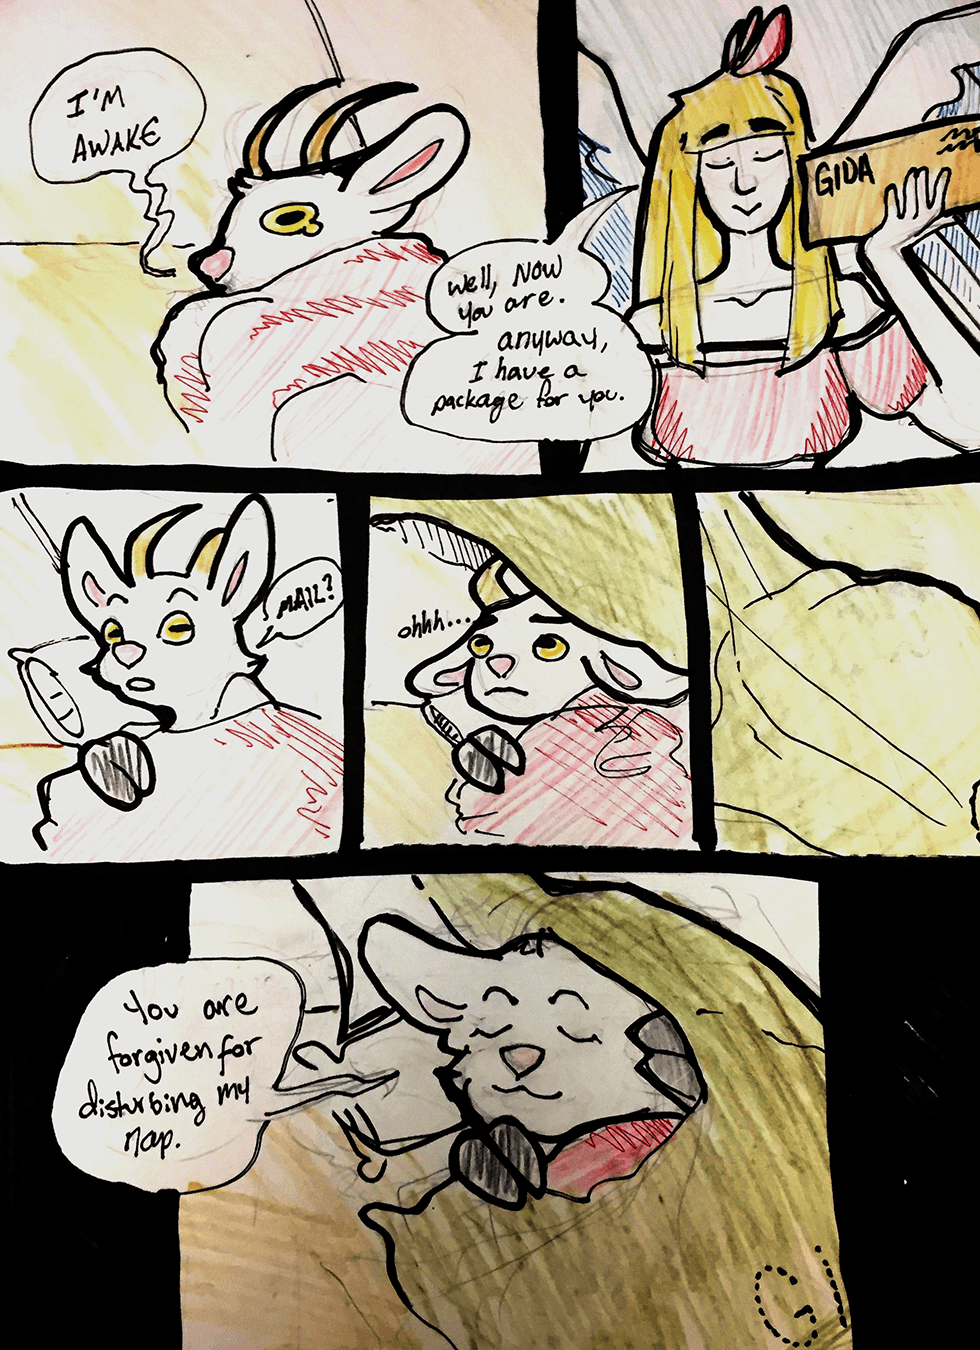 I'M
AWAKE
Well, NOW
you are.
anyway,
I have a
package for you.
GIDA
MAIL?
ohhh...
You are
forgiven for
disturbing my
nap.